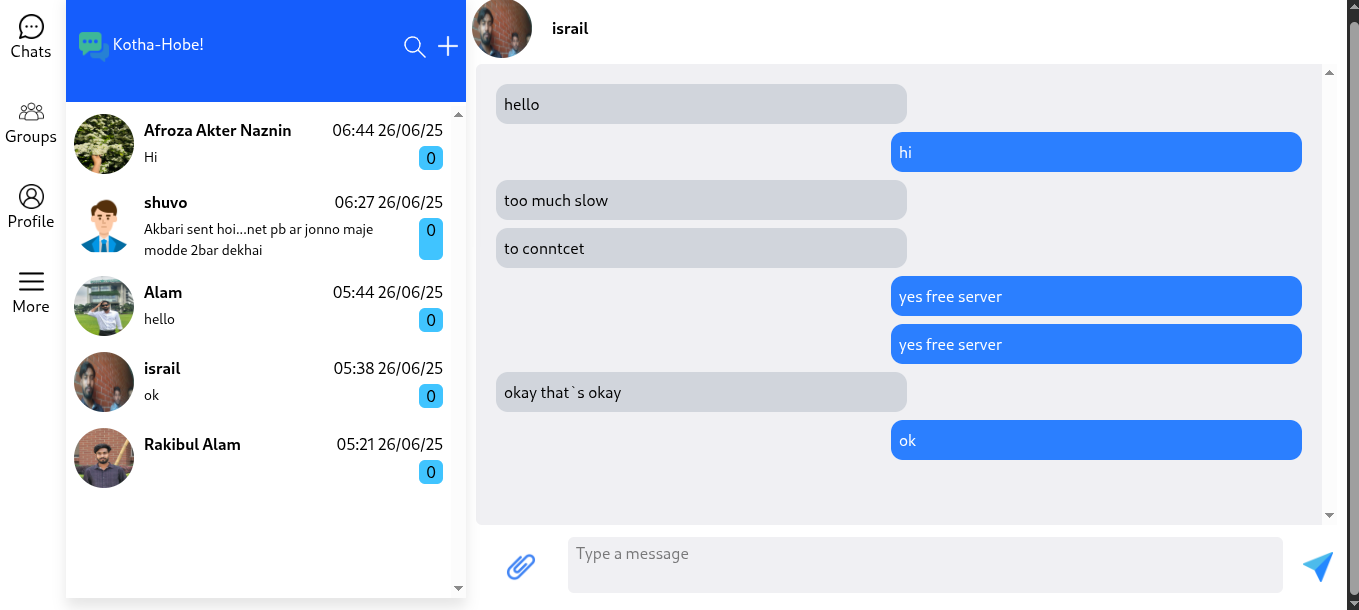 Chats
Groups
Profile
More
Kotha-Hobe!
Afroza Akter Naznin 06:44 26/06/25
Hi 0
shuvo 06:27 26/06/25
Akbari sent hoi...net pb ar jonno maje 0
modde 2bar dekhai
Alam 05:44 26/06/25
hello 0
israil 05:38 26/06/25
ok 0
Rakibul Alam 05:21 26/06/25
0
israil
hello
hi
too much slow
to conntcet
yes free server
yes free server
okay that`s okay
ok
Type a message